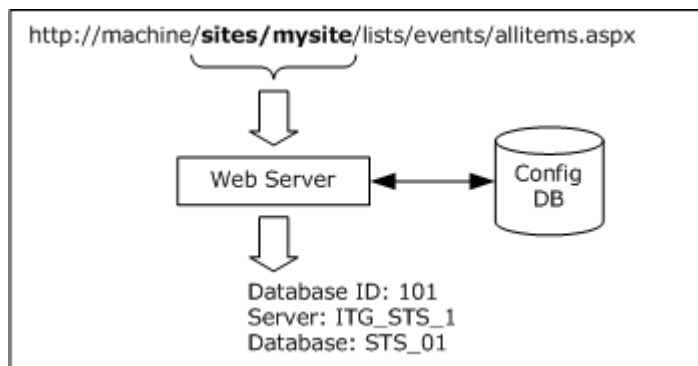 http://machine/sites/mysite/lists/events/allitems.aspx
Web Server
Config
DB
Database ID: 101
Server: ITG_STS_1
Database: STS_01